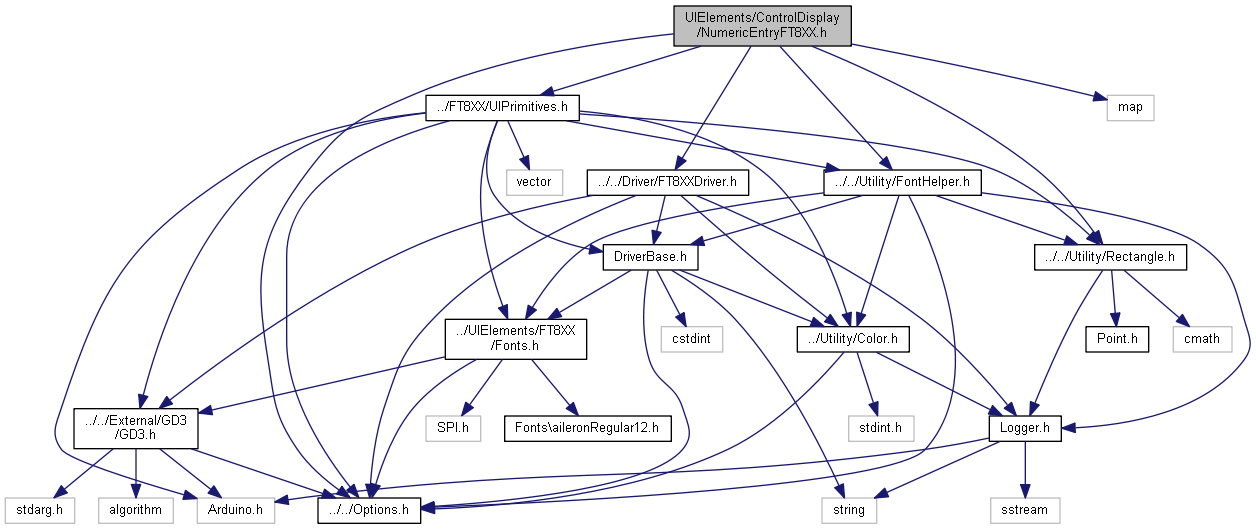 UIElements/ControlDisplay
/NumericEntryFT8XX.h
../FT8XX/UIPrimitives.h
map
vector
../../Driver/FT8XXDriver.h
../../Utility/FontHelper.h
DriverBase.h
../../Utility/Rectangle.h
../UIElements/FT8XX
/Fonts.h
cstdint
../Utility/Color.h
Point.h
cmath
../../External/GD3
/GD3.h
SPI.h
Fonts\aileronRegular12.h
stdint.h
Logger.h
stdarg.h
algorithm
Arduino.h
../../Options.h
string
sstream